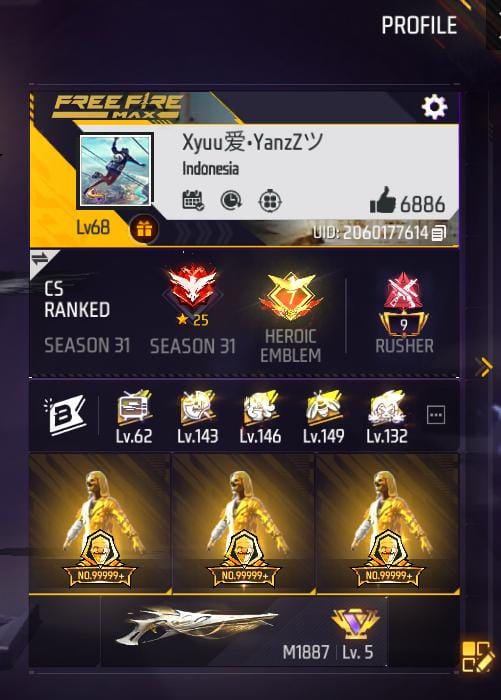 PROFILE
FREE FIRE
MAX
Xyuu爱•YanzZツ
Indonesia
6886
Lv68
UID: 2060177614
CS
RANKED
SEASON 31
25
SEASON 31
7
HEROIC
EMBLEM
9
RUSHER
B
Lv.62
Lv.143
Lv.146
Lv.149
Lv.132
NO.99999+
NO.99999+
NO.99999+
M1887 | Lv. 5